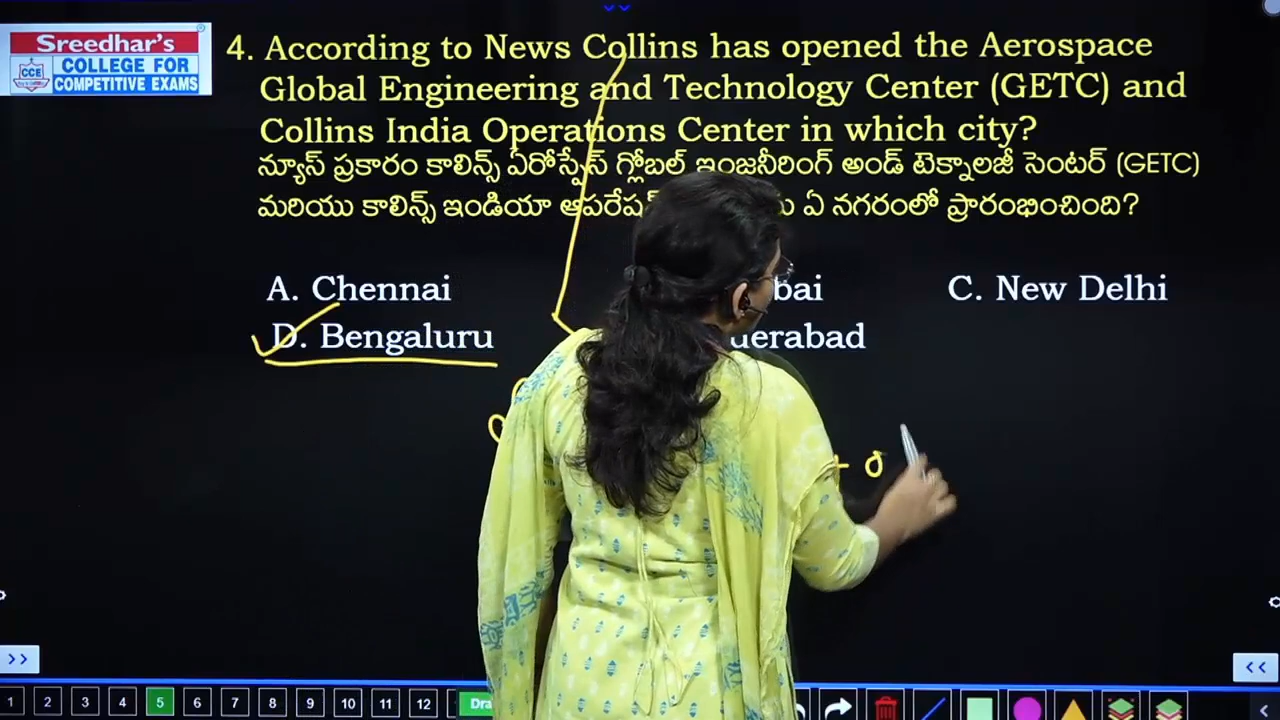 Sreedhar's
CCE
COLLEGE FOR
COMPETITIVE EXAMS
4. According to News Collins has opened the Aerospace
Global Engineering and Technology Center (GETC) and
Collins India Operations Center in which city?
న్యూస్ ప్రకారం కాలిన్స్ ఏరోస్పేస్ గ్లోబల్ ఇంజనీరింగ్ అండ్ టెక్నాలజీ సెంటర్ (GETC)
మరియు కాలిన్స్ ఇండియా ఏ నగరంలో ప్రారంభించింది?
A. Chennai C. New Delhi
D. Bengaluru
>> <<
1 2 3 4 5 6 7 8 9 10 11 12